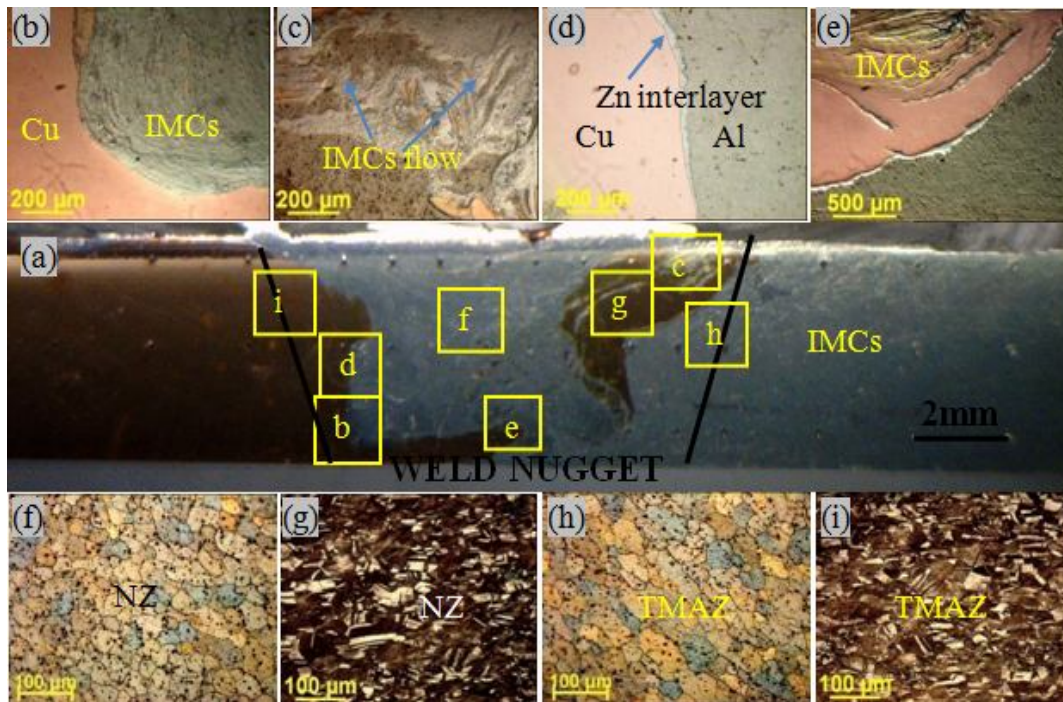 (b)
Cu
IMCs
200 µm
(c)
IMCs flow
200 µm
(d)
Zn interlayer
Cu
Al
200 µm
(e)
IMCs
500 µm
(a)
i
d
b
f
e
g
c
h
IMCs
2mm
WELD NUGGET
(f)
NZ
100 µm
(g)
NZ
100 µm
(h)
TMAZ
100 µm
(i)
TMAZ
100 µm